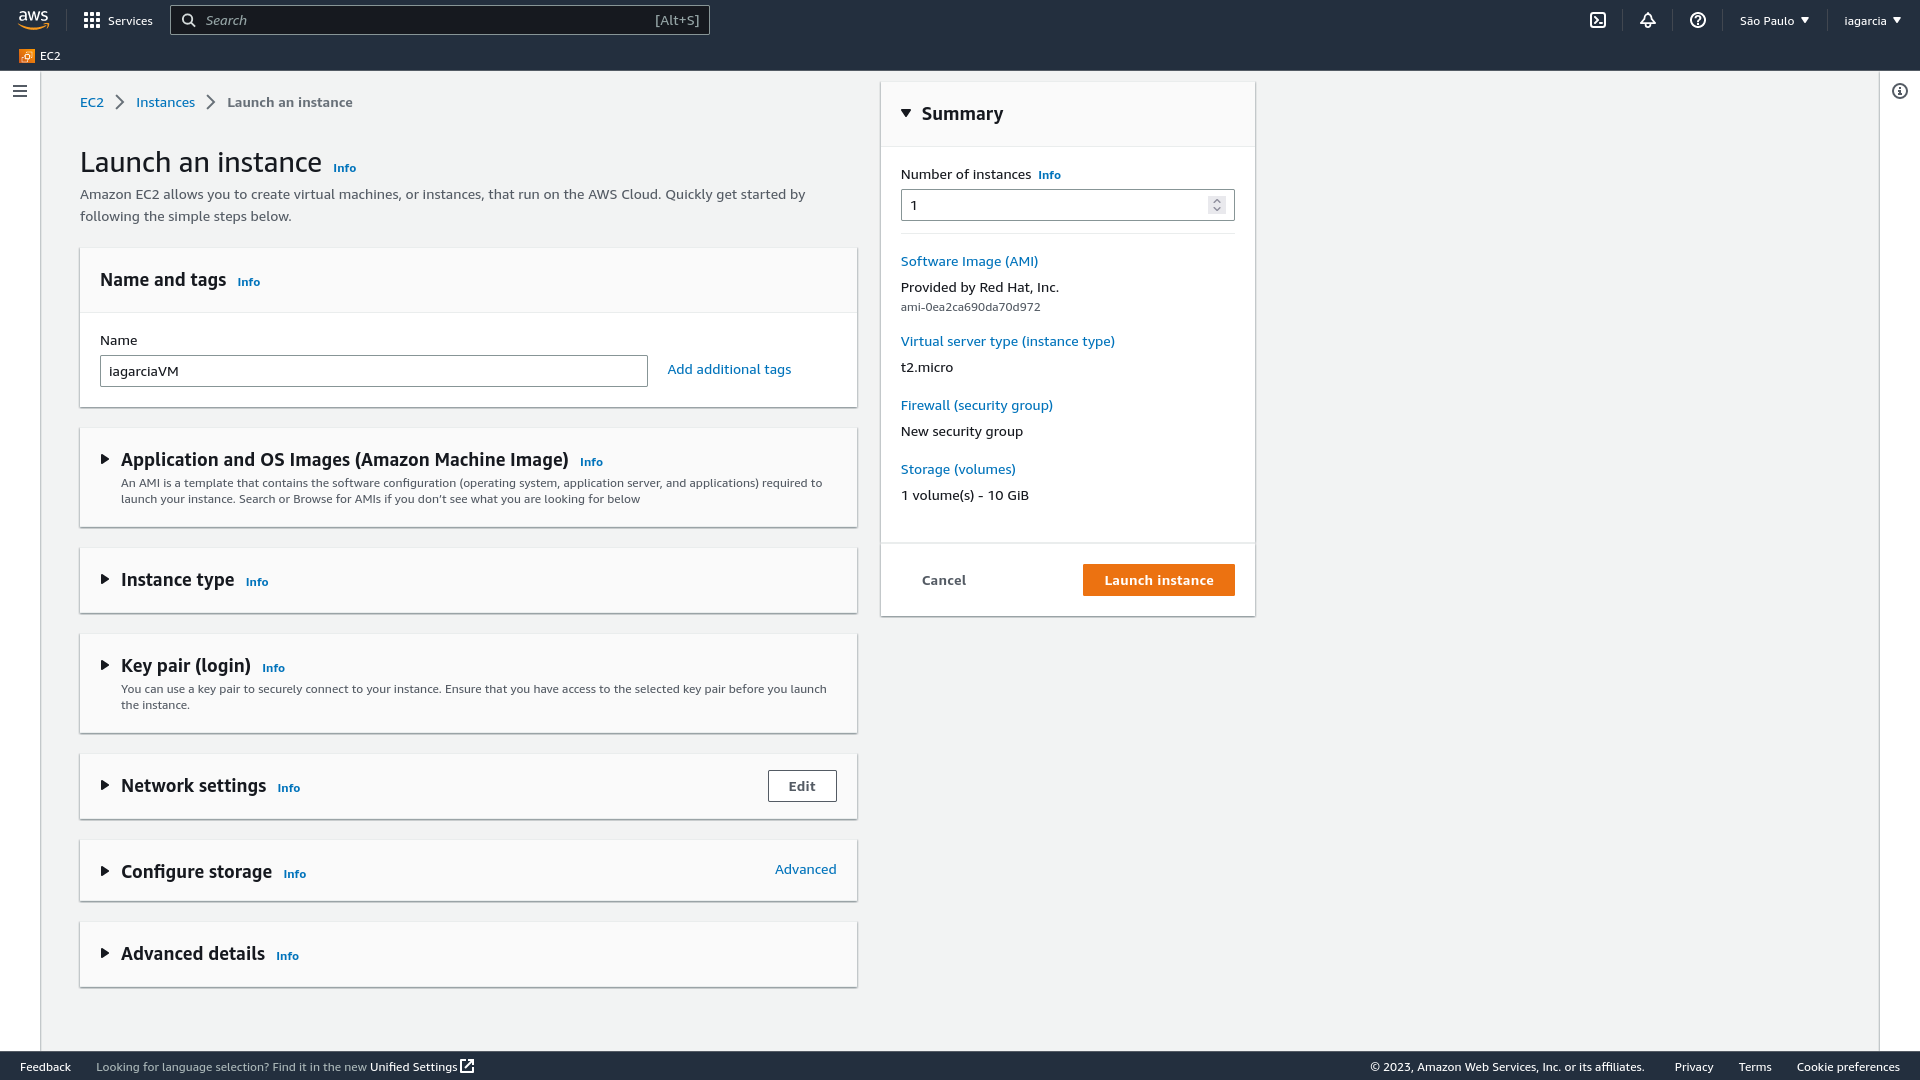 aws
Services
Search
[Alt+S]
São Paulo
iagarcia
EC2
EC2
Instances
Launch an instance
Launch an instance Info
Amazon EC2 allows you to create virtual machines, or instances, that run on the AWS Cloud. Quickly get started by
following the simple steps below.
Name and tags Info
Name
iagarciaVM
Add additional tags
Application and OS Images (Amazon Machine Image) Info
An AMI is a template that contains the software configuration (operating system, application server, and applications) required to
launch your instance. Search or Browse for AMIs if you don’t see what you are looking for below
Instance type Info
Key pair (login) Info
You can use a key pair to securely connect to your instance. Ensure that you have access to the selected key pair before you launch
the instance.
Network settings Info
Edit
Configure storage Info
Advanced
Advanced details Info
Summary
Number of instances Info
1
Software Image (AMI)
Provided by Red Hat, Inc.
ami-0ea2ca690da70d972
Virtual server type (instance type)
t2.micro
Firewall (security group)
New security group
Storage (volumes)
1 volume(s) - 10 GiB
Cancel
Launch instance
Feedback
Looking for language selection? Find it in the new Unified Settings
© 2023, Amazon Web Services, Inc. or its affiliates.
Privacy
Terms
Cookie preferences